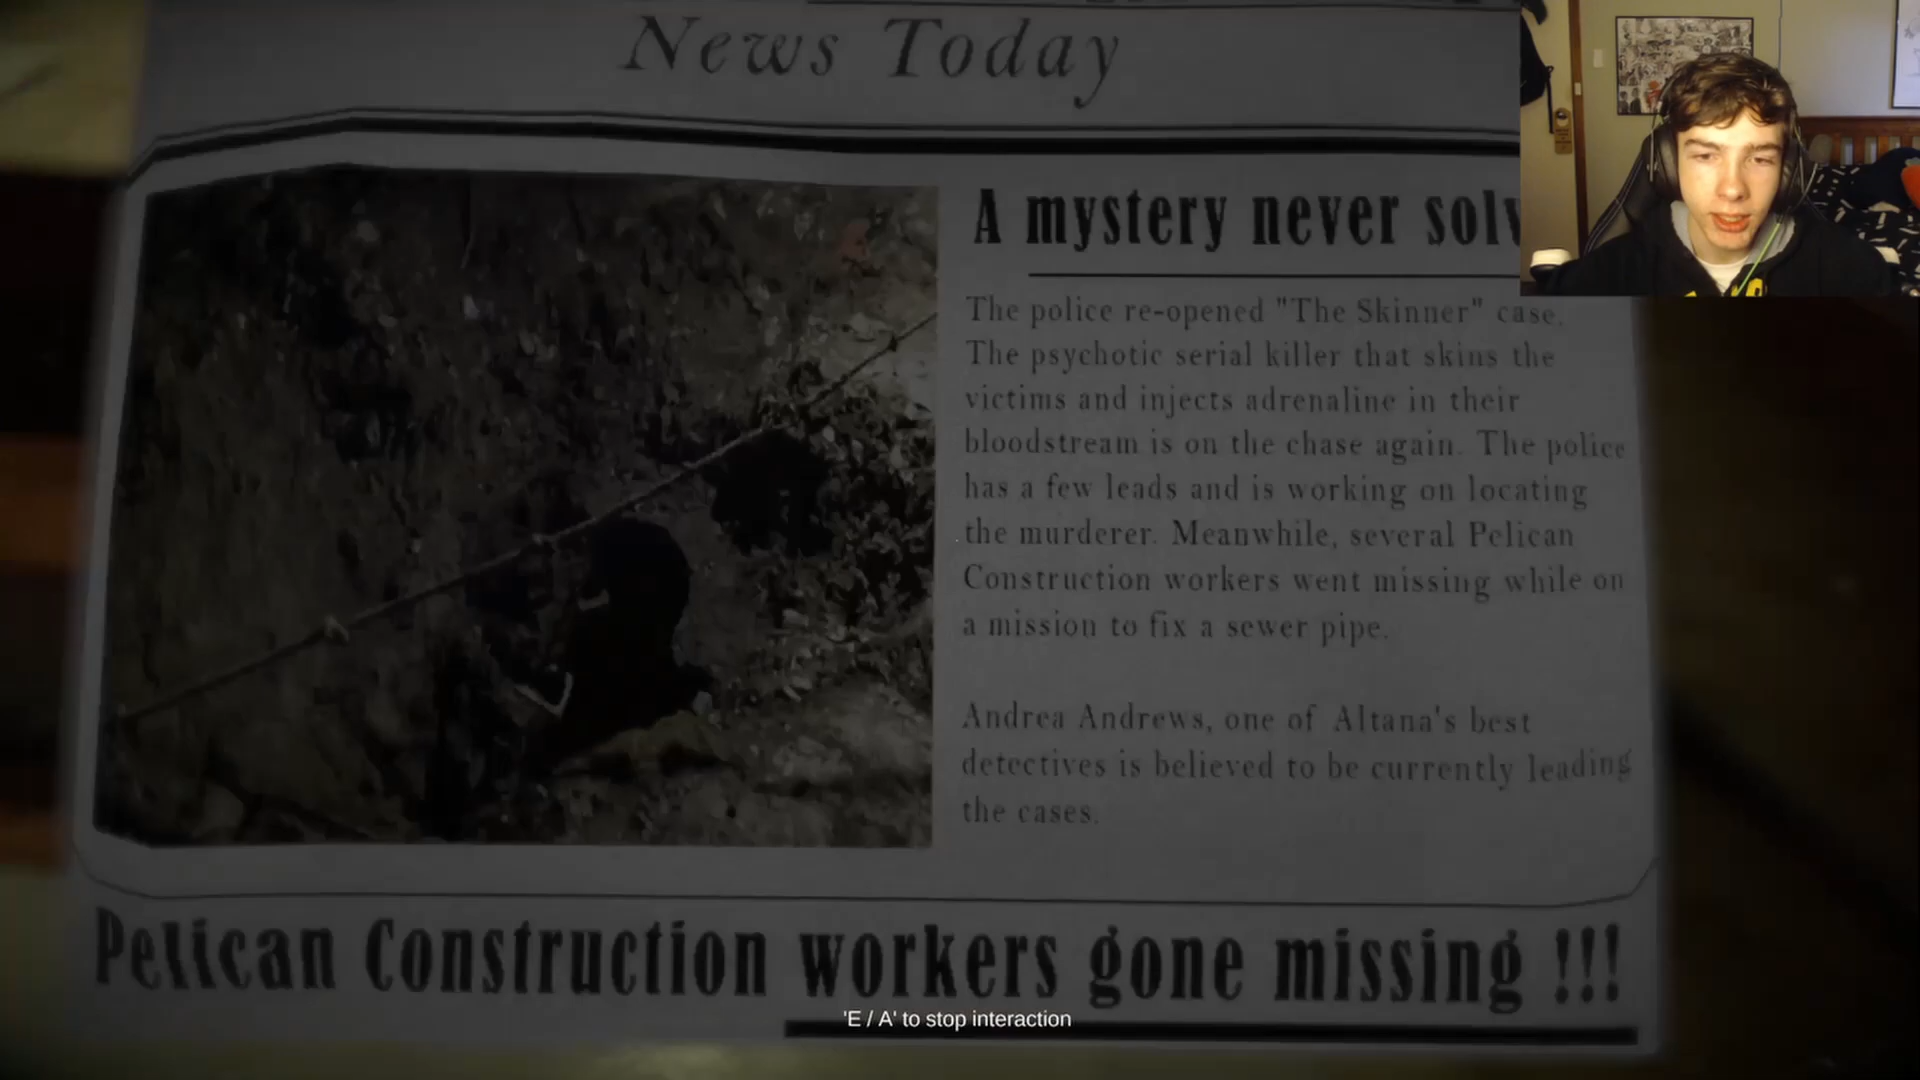 News Today
A mystery never solv
The police re-opened "The Skinner" case.
The psychotic serial killer that skins the
victims and injects adrenaline in their
bloodstream is on the chase again. The police
has a few leads and is working on locating
the murderer. Meanwhile, several Pelican
Construction workers went missing while on
a mission to fix a sewer pipe.
Andrea Andrews, one of Altana's best
detectives is believed to be currently leading
the cases.
Pelican Construction workers gone missing !!!
'E / A' to stop interaction